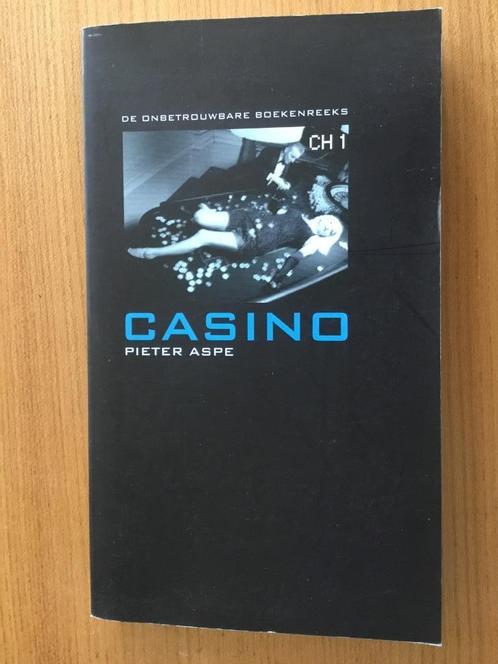 DE ONBETROUWBARE BOEKENREEKS
CH 1
CASINO
PIETER ASPE